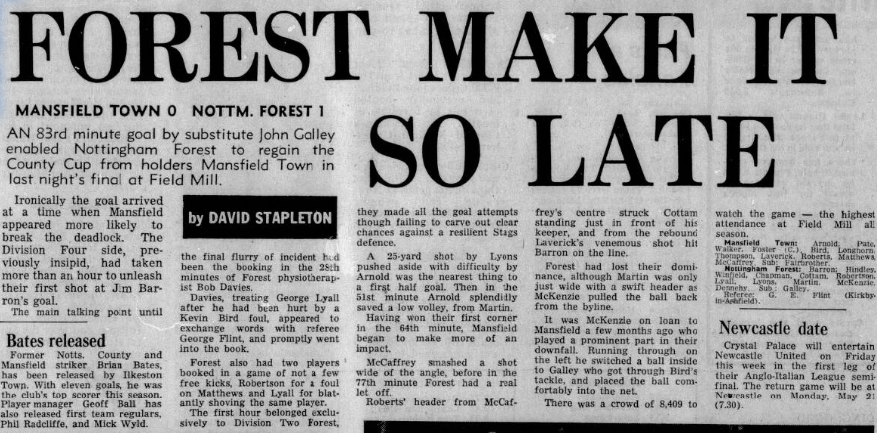 FOREST MAKE IT
SO LATE
MANSFIELD TOWN 0 NOTTM. FOREST 1
AN 83rd minute goal by substitute John Galley
enabled Nottingham Forest to regain the
County Cup from holders Mansfield Town in
last night's final at Field Mill.
Ironically the goal arrived
at a time when Mansfield
appeared more likely to
break the deadlock. The
Division Four side, pre-
viously insipid, had taken
more than an hour to unleash
their first shot at Jim Bar-
ron's goal.
The main talking point until
by DAVID STAPLETON
the final flurry of incident had
been the booking in the 28th
minutes of Forest physiotherap-
ist Bob Davies.
Davies, treating George Lyall
after he had been hurt by a
Kevin Bird foul, appeared to
exchange words with referee
George Flint, and promptly went
into the book.
Forest also had two players
booked in a game of not a few
free kicks, Robertson for a foul
on Matthews and Lyall for blat-
antly shoving the same player.
The first hour belonged exclu-
sively to Division Two Forest,
they made all the goal attempts
though failing to carve out clear
chances against a resilient Stags
defence.
A 25-yard shot by Lyons
pushed aside with difficulty by
Arnold was the nearest thing to
a first half goal. Then in the
51st minute Arnold splendidly
saved a low volley, from Martin.
Having won their first corner
in the 64th minute, Mansfield
began to make more of an
impact.
McCaffrey smashed a shot
wide of the angle, before in the
77th minute Forest had a real
let off.
Roberts' header from McCaf-
frey's centre struck Cottam
standing just in front of his
keeper, and from the rebound
Laverick's venemous shot hit
Barron on the line.
Forest had lost their domi-
nance, although Martin was only
just wide with a swift header as
McKenzie pulled the ball back
from the byline.
It was McKenzie on loan to
Mansfield a few months ago who
played a prominent part in their
downfall. Running through on
the left he switched a ball inside
to Galley who got through Bird's
tackle, and placed the ball com-
fortably into the net.
There was a crowd of 8,409 to
watch the game — the highest
attendance at Field Mill all
season.
Mansfield Town: Arnold, Pate,
Walker, Foster (C.), Bird, Longhorn,
Thompson, Laverick, Roberts, Matthews
McCaffrey. Sub: Fairbrother.
Nottingham Forest: Barron; Hindley,
Winfield, Chapman, Cottam, Robertson,
Lyall, Lyons, Martin, McKenzie,
Dennehy. Sub: Galley.
Referee: G. E. Flint (Kirkby-
in-Ashfield).
Bates released
Former Notts. County and
Mansfield striker, Brian Bates,
has been released by Ilkeston
Town. With eleven goals, he was
the club's top scorer this season.
Player manager Geoff Ball has
also released first team regulars,
Phil Radcliffe, and Mick Wyld.
Newcastle date
Crystal Palace will entertain
Newcastle United on Friday
this week in the first leg of
their Anglo-Italian League semi-
final. The return game will be at
Newcastle on Monday, May 21
(7.30).